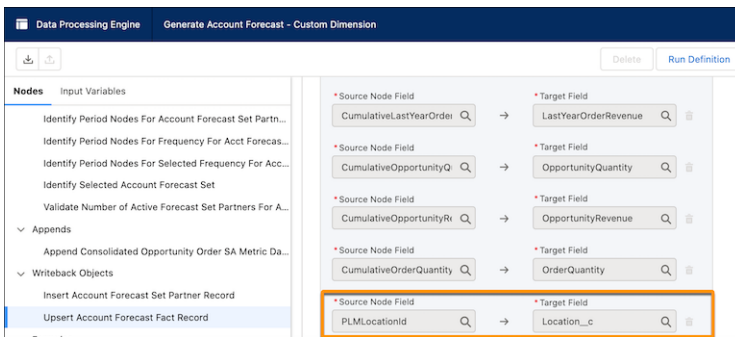 Data Processing Engine Generate Account Forecast - Custom Dimension
Delete Run Definition
Nodes Input Variables
Identify Period Nodes For Account Forecast Set Partn...
Identify Period Nodes For Frequency For Acct Forecas...
Identify Period Nodes For Selected Frequency For Acc...
Identify Selected Account Forecast Set
Validate Number of Active Forecast Set Partners For A...
Appends
Append Consolidated Opportunity Order SA Metric Da...
Writeback Objects
Insert Account Forecast Set Partner Record
Upsert Account Forecast Fact Record
* Source Node Field * Target Field
CumulativeLastYearOrder → LastYearOrderRevenue
* Source Node Field * Target Field
CumulativeOpportunityQ → OpportunityQuantity
* Source Node Field * Target Field
CumulativeOpportunityRe → OpportunityRevenue
* Source Node Field * Target Field
CumulativeOrderQuantity → OrderQuantity
* Source Node Field * Target Field
PLMLocationId → Location__c